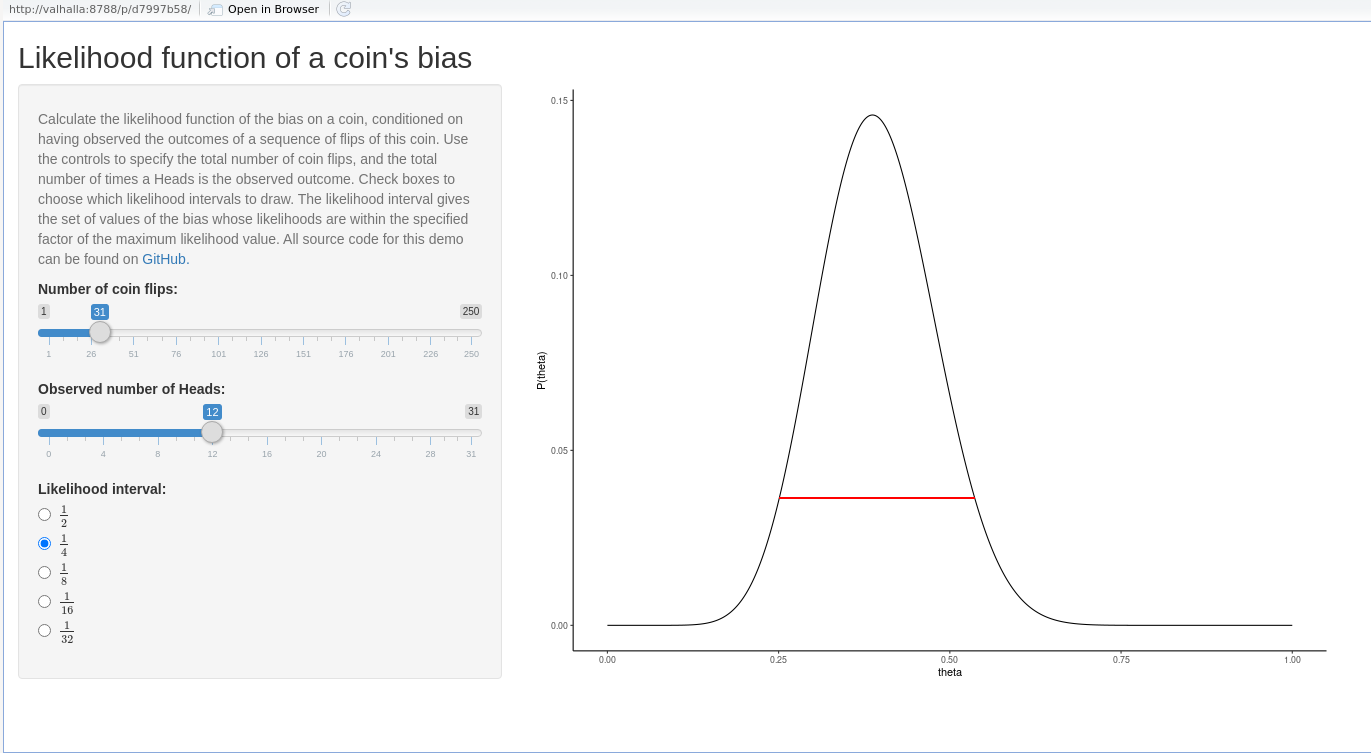 http://valhalla:8788/p/d7997b58/ Open in Browser
Likelihood function of a coin's bias
Calculate the likelihood function of the bias on a coin, conditioned on
having observed the outcomes of a sequence of flips of this coin. Use
the controls to specify the total number of coin flips, and the total
number of times a Heads is the observed outcome. Check boxes to
choose which likelihood intervals to draw. The likelihood interval gives
the set of values of the bias whose likelihoods are within the specified
factor of the maximum likelihood value. All source code for this demo
can be found on GitHub.
Number of coin flips:
1 31 250
1 26 51 76 101 126 151 176 201 226 250
Observed number of Heads:
0 12 31
0 4 8 12 16 20 24 28 31
Likelihood interval:
1
2
1
4
1
8
1
16
1
32
0.15
0.10
0.05
0.00
P(theta)
0.00 0.25 0.50 0.75 1.00
theta